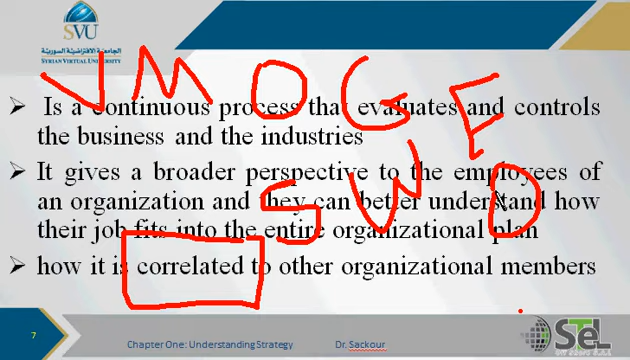 SVU
الجامعة الافتراضية السورية
SYRIAN VIRTUAL UNIVERSITY
V M O G E
➢ Is a continuous process that evaluates and controls
the business and the industries
➢ It gives a broader perspective to the employees of
an organization and they can better understand how
their job fits into the entire organizational plan
S W O
➢ how it is correlated to other organizational members
7
Chapter One: Understanding Strategy Dr. Sackour
STeL